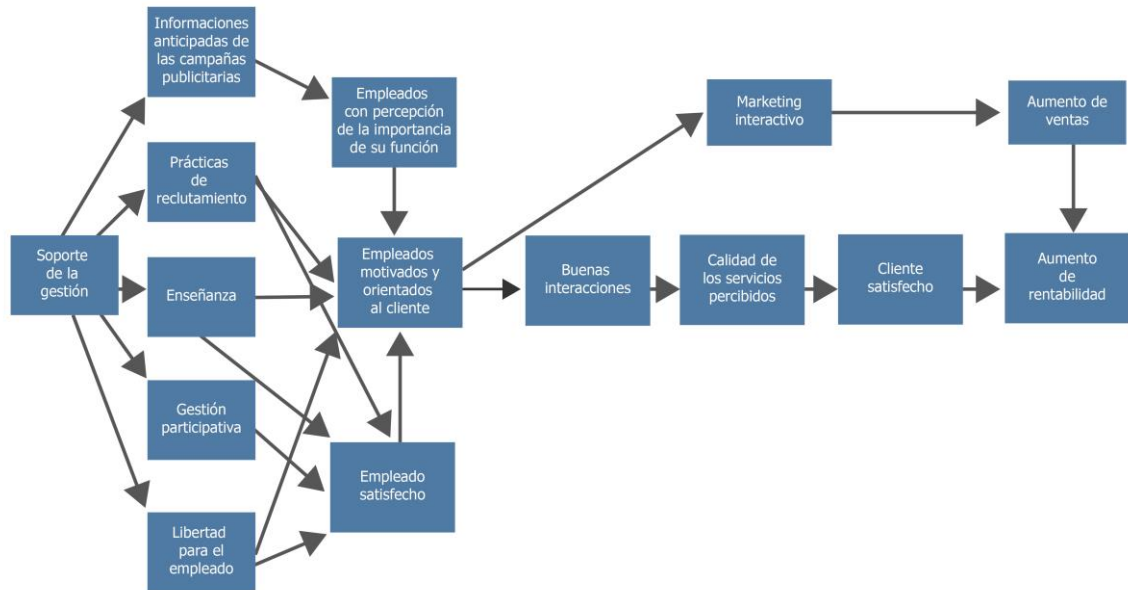 Informaciones
anticipadas de
las campañas
publicitarias
Empleados
con percepción
de la importancia
de su función
Marketing
interactivo
Aumento de
ventas
Prácticas
de
reclutamiento
Soporte
de la
gestión
Enseñanza
Empleados
motivados y
orientados
al cliente
Buenas
interacciones
Calidad de
los servicios
percibidos
Cliente
satisfecho
Aumento
de
rentabilidad
Gestión
participativa
Empleado
satisfecho
Libertad
para el
empleado